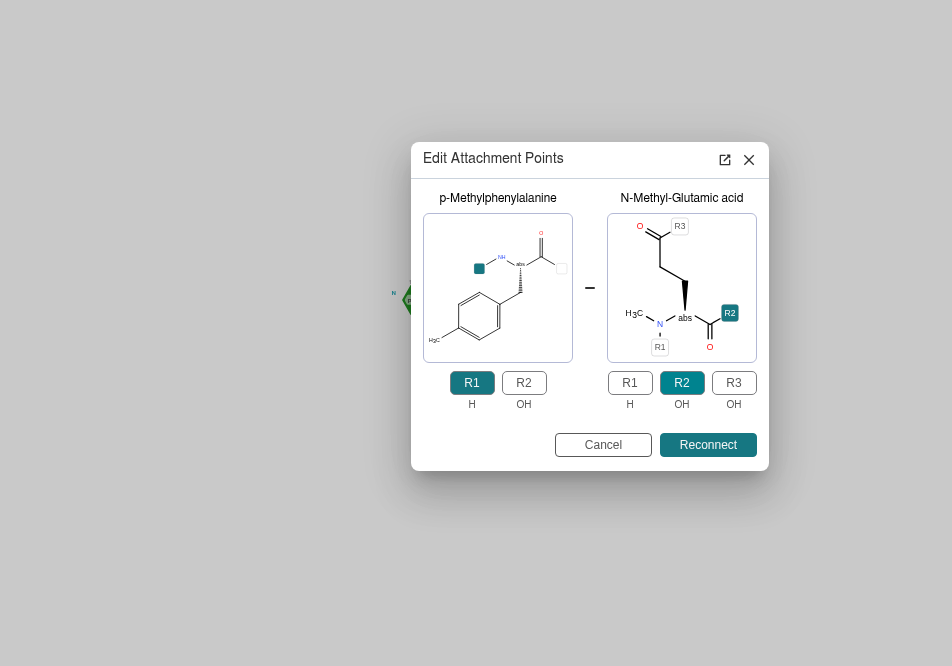 Edit Attachment Points
p-Methylphenylalanine
N-Methyl-Glutamic acid
O
NH
abs
H3C
O
R3
H3C
N
abs
R2
R1
O
N
R1
R2
R1
R2
R3
H
OH
H
OH
OH
Cancel
Reconnect